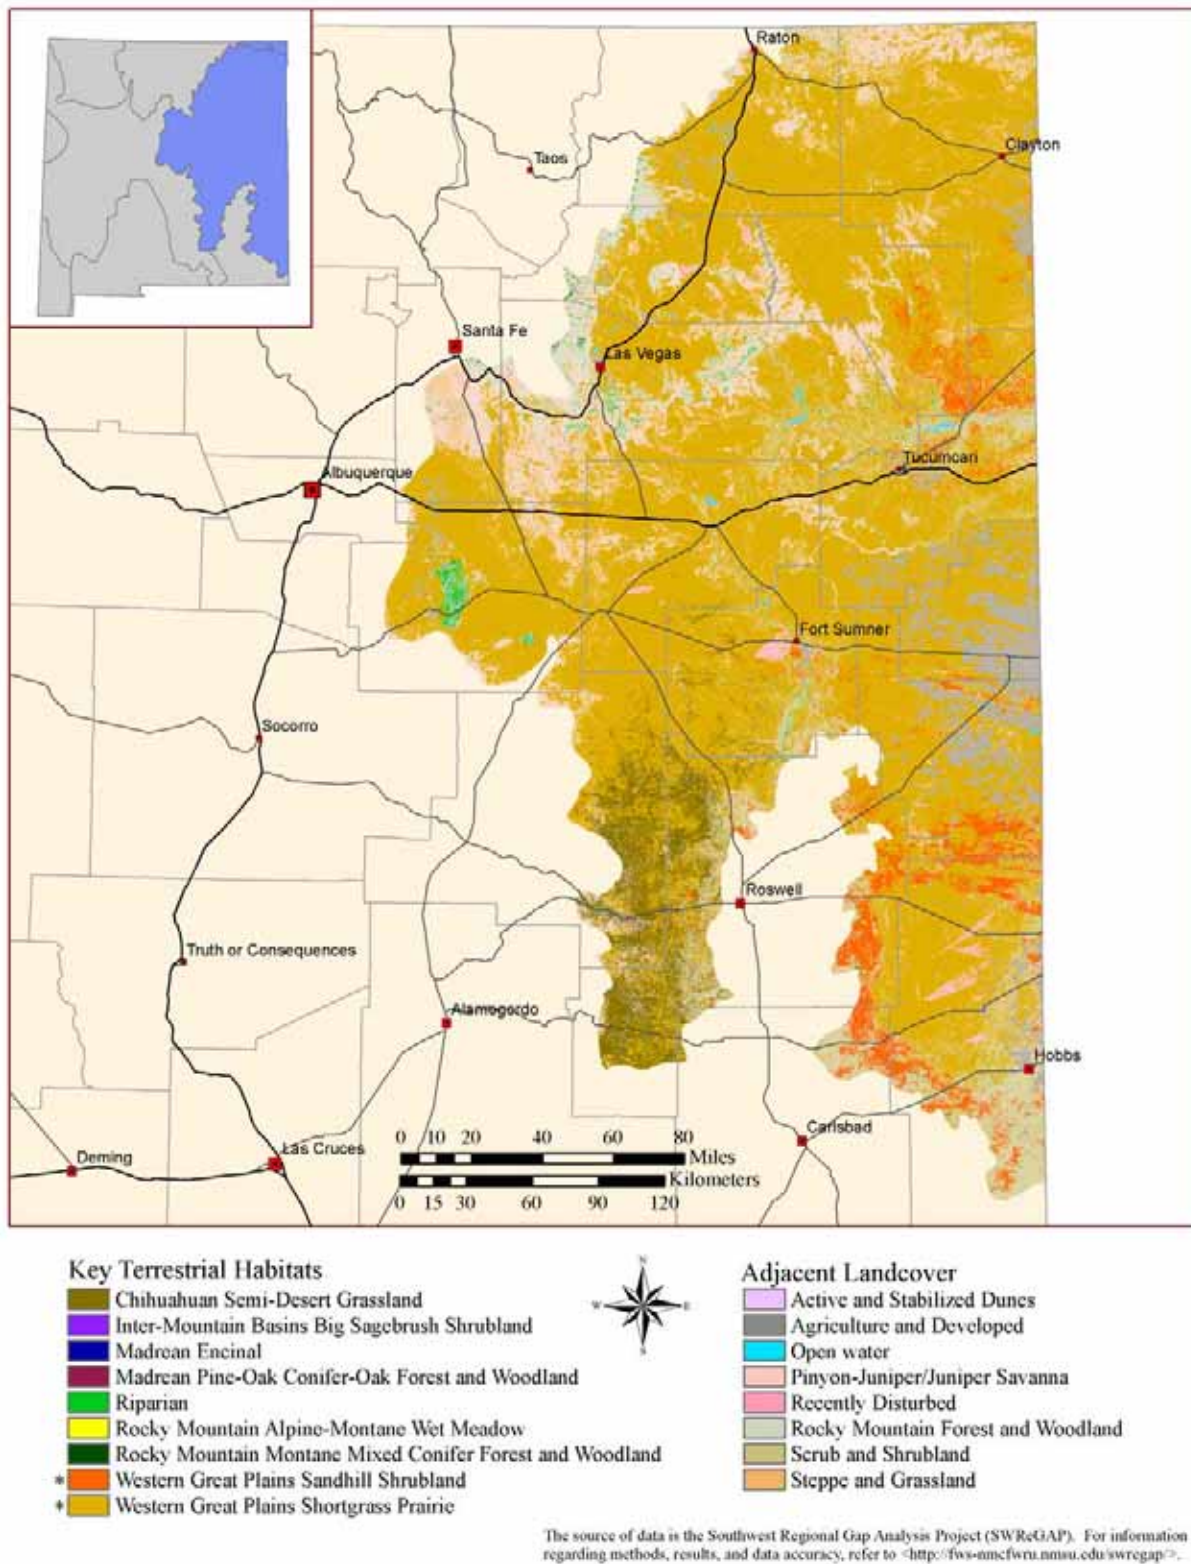 Raton
Clayton
Taos
Santa Fe
Las Vegas
Tucumcari
Albuquerque
Fort Sumner
Socorro
Roswell
Truth or Consequences
Alamogordo
Hobbs
Carlsbad
Las Cruces
Deming
0 10 20 40 60 80
Miles
Kilometers
0 15 30 60 90 120
Key Terrestrial Habitats
Chihuahuan Semi-Desert Grassland
Inter-Mountain Basins Big Sagebrush Shrubland
Madrean Encinal
Madrean Pine-Oak Conifer-Oak Forest and Woodland
Riparian
Rocky Mountain Alpine-Montane Wet Meadow
Rocky Mountain Montane Mixed Conifer Forest and Woodland
* Western Great Plains Sandhill Shrubland
* Western Great Plains Shortgrass Prairie
N
W E
S
Adjacent Landcover
Active and Stabilized Dunes
Agriculture and Developed
Open water
Pinyon-Juniper/Juniper Savanna
Recently Disturbed
Rocky Mountain Forest and Woodland
Scrub and Shrubland
Steppe and Grassland
The source of data is the Southwest Regional Gap Analysis Project (SWReGAP). For information
regarding methods, results, and data accuracy, refer to <http://fws-nmcfwru.nmsu.edu/swregap/>.